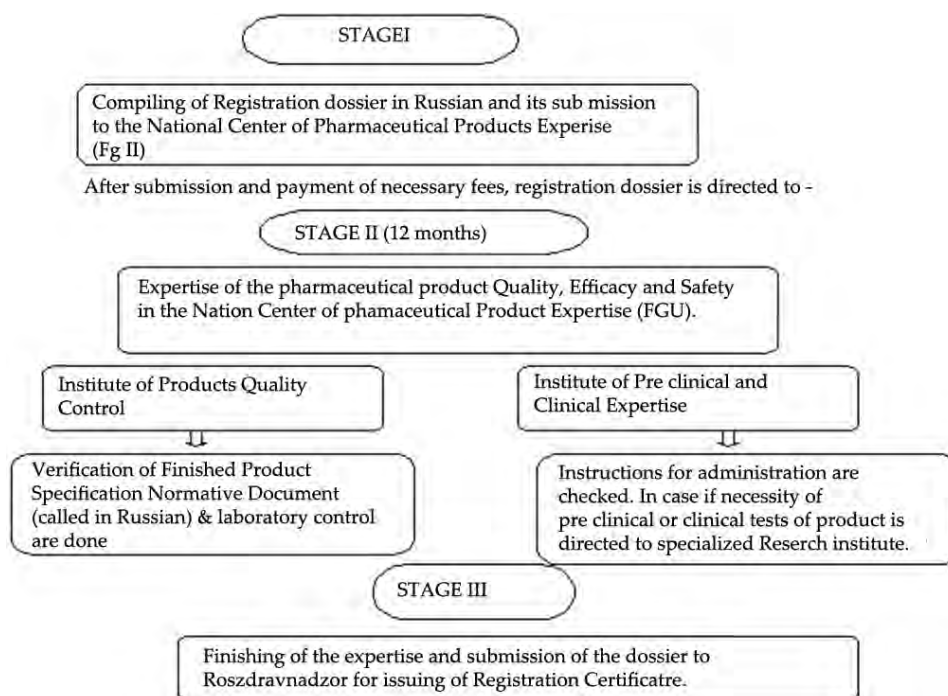 STAGEI
Compiling of Registration dossier in Russian and its sub mission
to the National Center of Pharmaceutical Products Experise
(Fg II)
After submission and payment of necessary fees, registration dossier is directed to -
STAGE II (12 months)
Expertise of the pharmaceutical product Quality, Efficacy and Safety
in the Nation Center of phamaceutical Product Expertise (FGU).
Institute of Products Quality
Control
Verification of Finished Product
Specification Normative Document
(called in Russian) & laboratory control
are done
Institute of Pre clinical and
Clinical Expertise
Instructions for administration are
checked. In case if necessity of
pre clinical or clinical tests of product is
directed to specialized Reserch institute.
STAGE III
Finishing of the expertise and submission of the dossier to
Roszdravnadzor for issuing of Registration Certificatre.